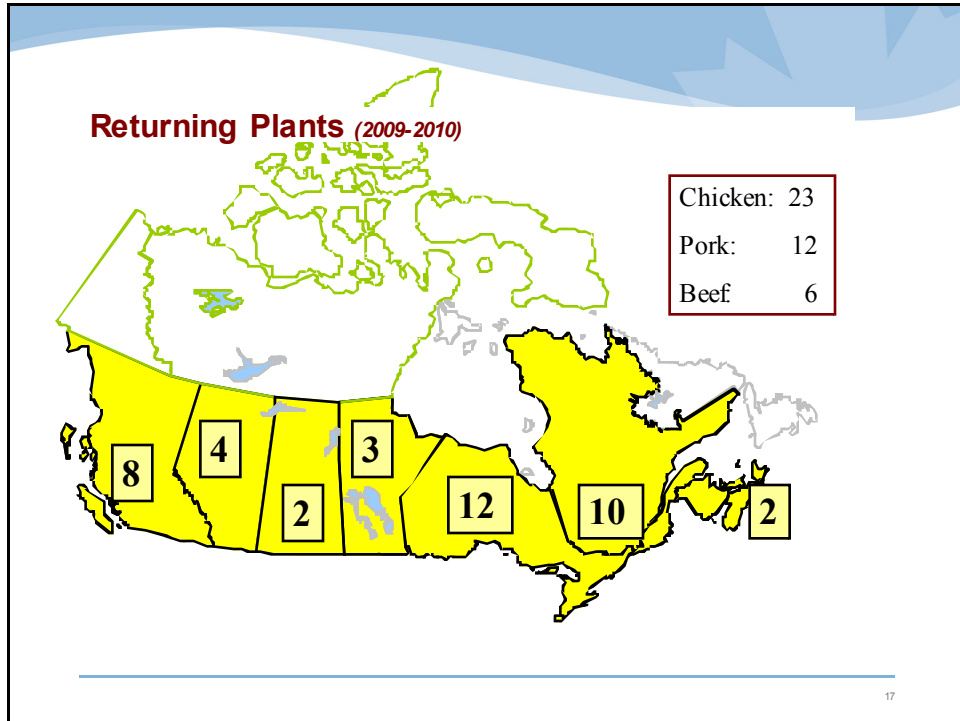 Returning Plants (2009-2010)
Chicken: 23
Pork: 12
Beef: 6
8
4
2
3
12
10
2
17